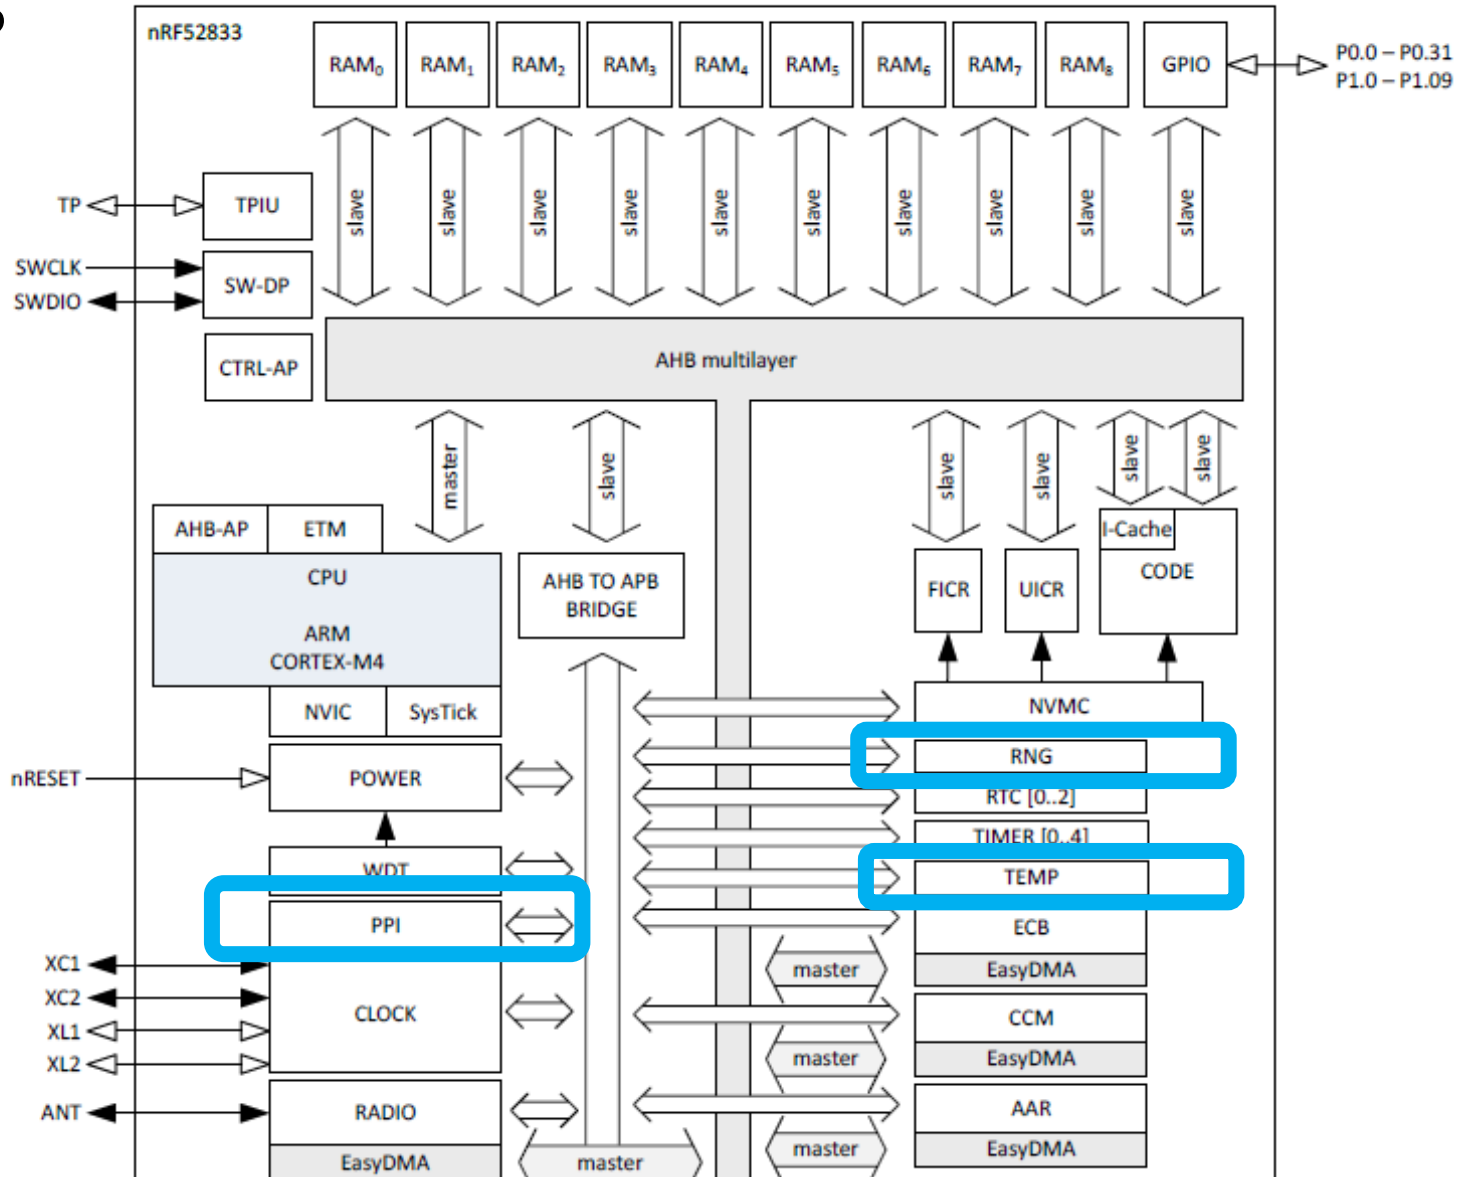 nRF52833
RAM0
RAM1
RAM2
RAM3
RAM4
RAM5
RAM6
RAM7
RAM8
GPIO
P0.0 – P0.31
P1.0 – P1.09
slave
slave
slave
slave
slave
slave
slave
slave
slave
slave
TP
TPIU
SWCLK
SWDIO
SW-DP
CTRL-AP
AHB multilayer
master
slave
slave
slave
slave
slave
AHB-AP
ETM
CPU
ARM
CORTEX-M4
NVIC
SysTick
AHB TO APB
BRIDGE
FICR
UICR
I-Cache
CODE
NVMC
nRESET
POWER
RNG
RTC [0..2]
TIMER [0..4]
WDT
TEMP
PPI
ECB
EasyDMA
master
XC1
XC2
XL1
XL2
CLOCK
CCM
EasyDMA
master
ANT
RADIO
EasyDMA
master
AAR
EasyDMA
master